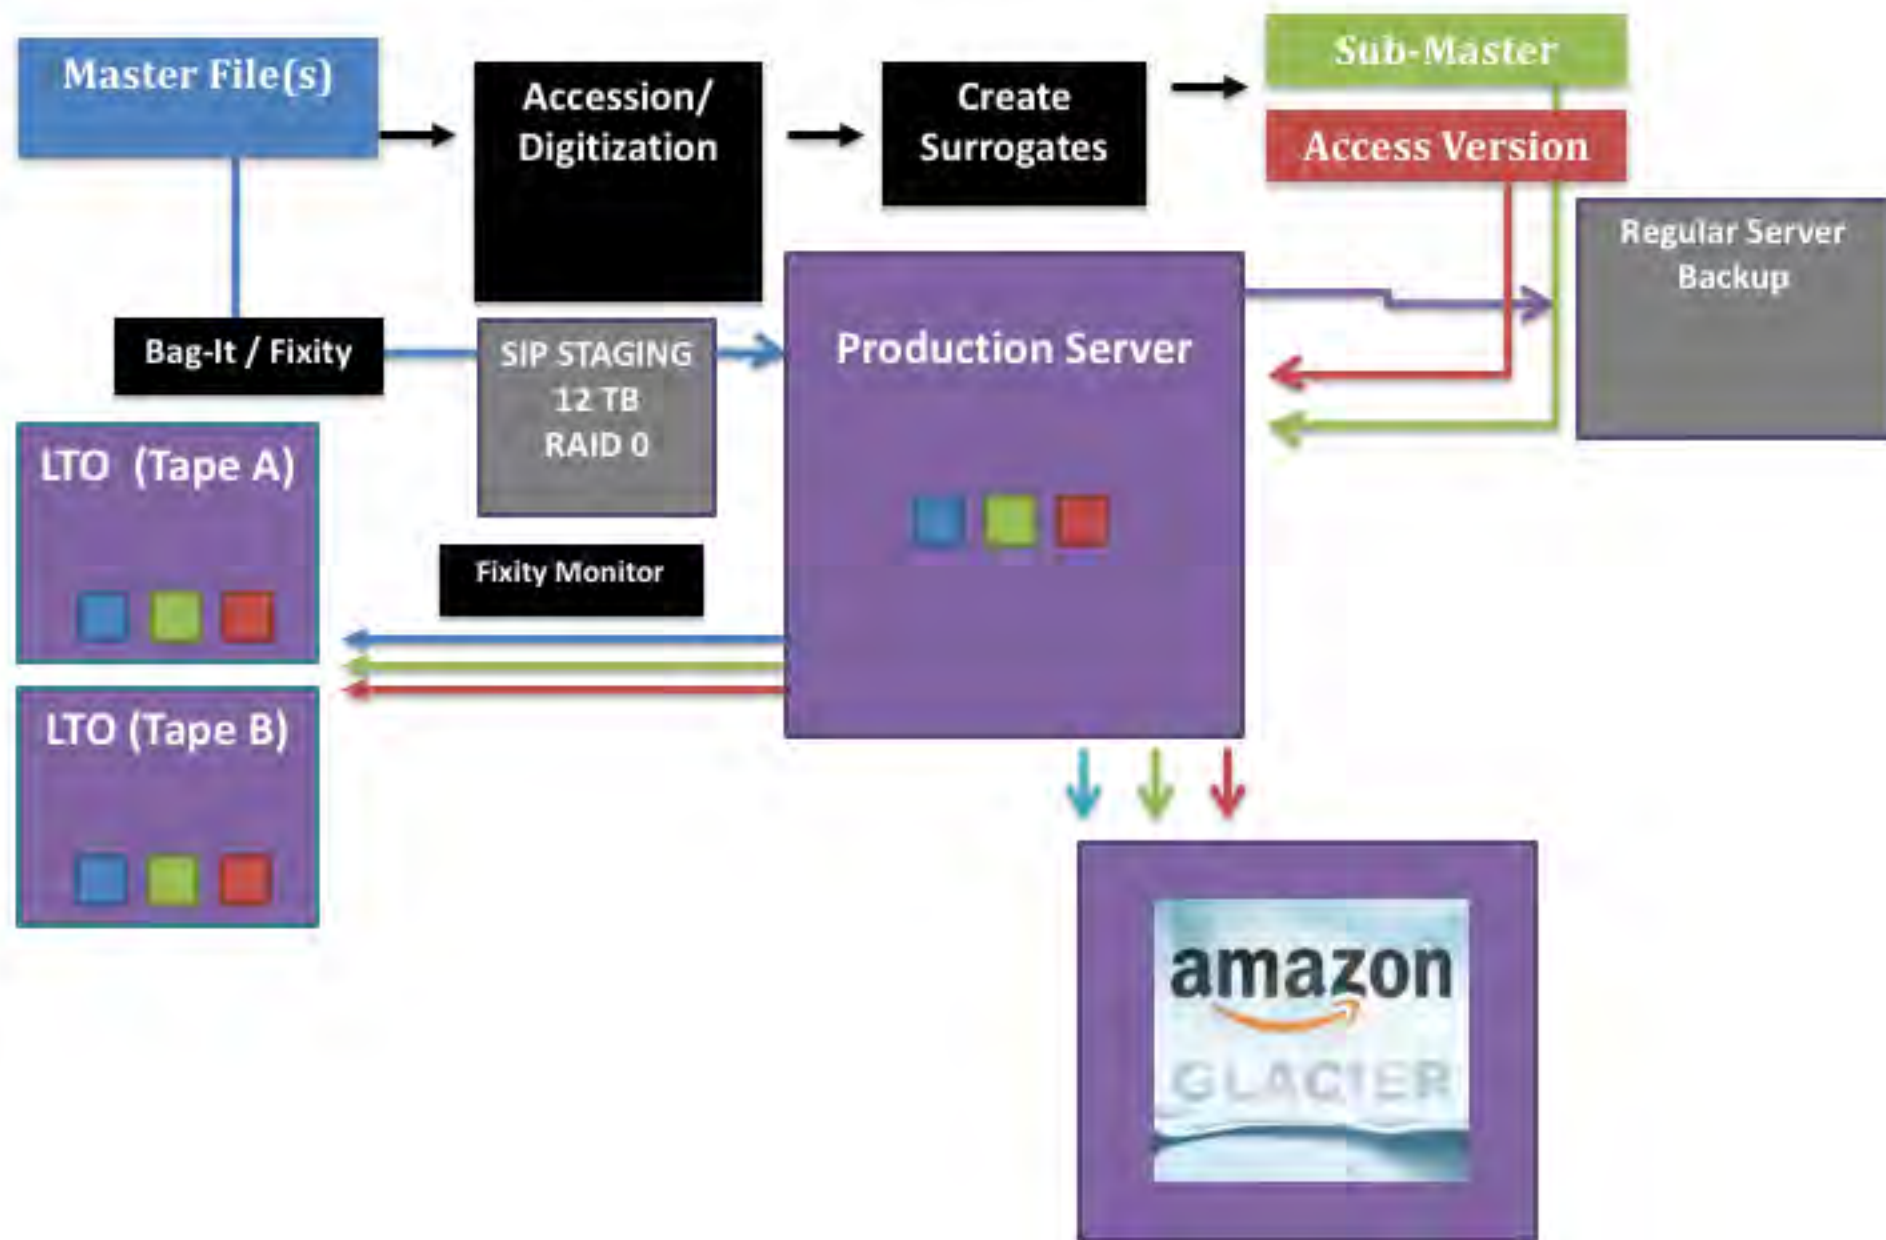 Master File(s)
Accession/
Digitization
Create
Surrogates
Sub-Master
Access Version
Regular Server
Backup
Bag-It / Fixity
SIP STAGING
12 TB
RAID 0
Production Server
LTO (Tape A)
Fixity Monitor
LTO (Tape B)
amazon
GLACIER